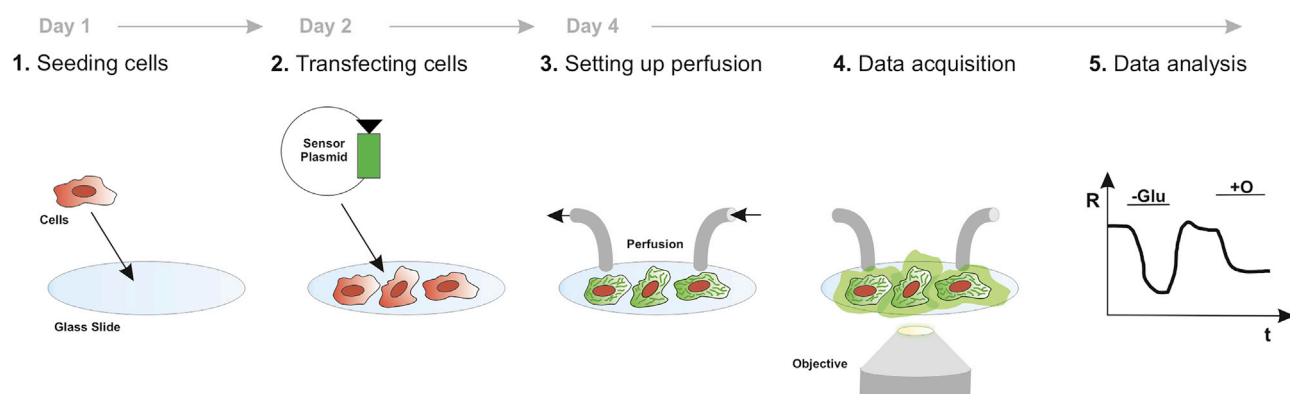 Day 1
Day 2
Day 4
1. Seeding cells
2. Transfecting cells
3. Setting up perfusion
4. Data acquisition
5. Data analysis
Sensor
Plasmid
Cells
Glass Slide
Perfusion
Objective
R
-Glu
+O
t